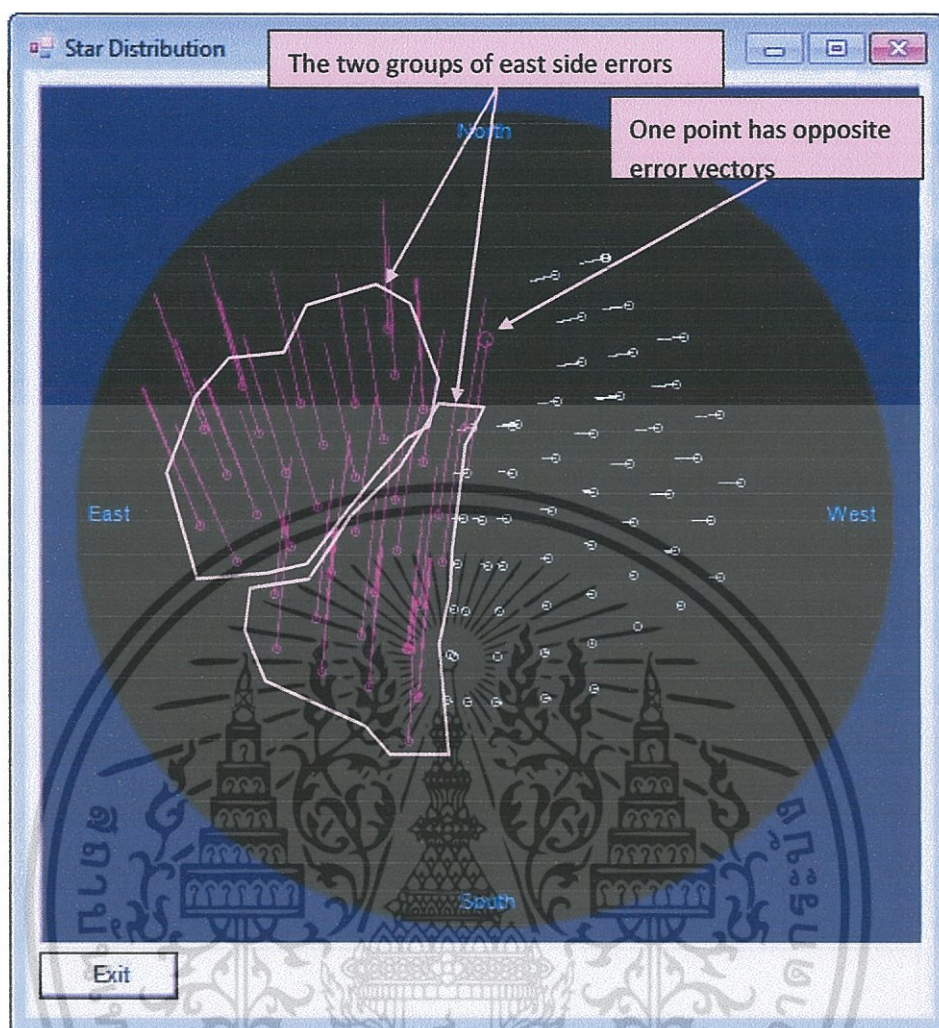 Star Distribution
The two groups of east side errors
North
One point has opposite
error vectors
East
West
South
Exit